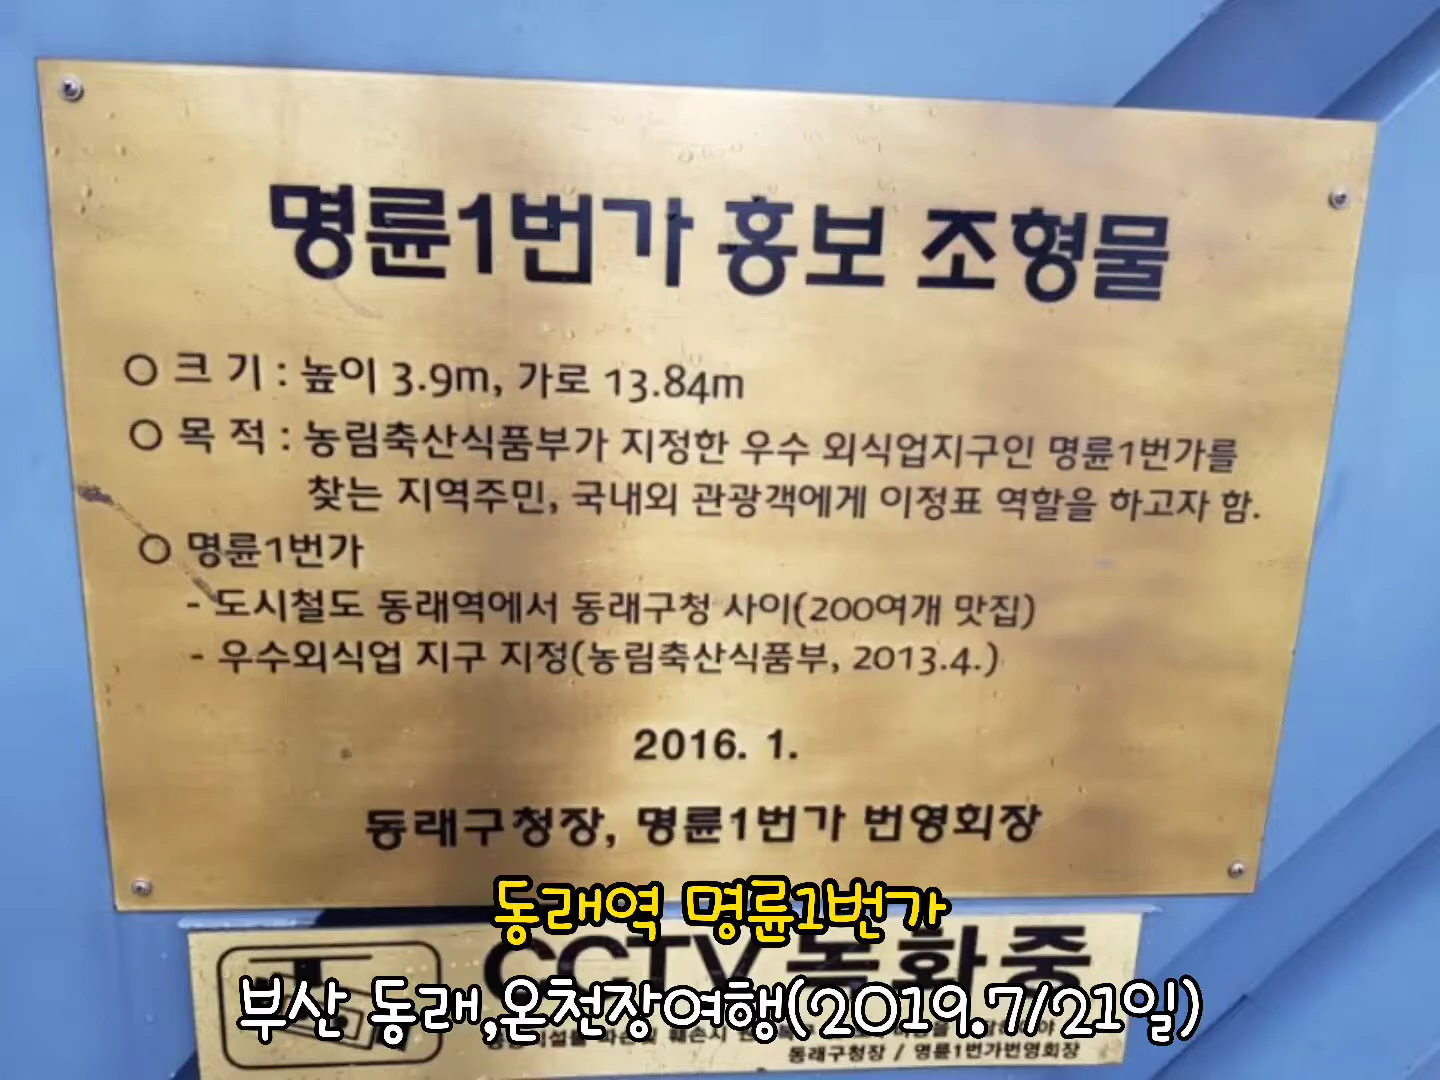 명륜1번가 홍보 조형물
○ 크 기 : 높이 3.9m, 가로 13.84m
○ 목 적 : 농림축산식품부가 지정한 우수 외식업지구인 명륜1번가를
찾는 지역주민, 국내외 관광객에게 이정표 역할을 하고자 함.
○ 명륜1번가
- 도시철도 동래역에서 동래구청 사이(200여개 맛집)
- 우수외식업 지구 지정(농림축산식품부, 2013.4.)
2016. 1.
동래구청장, 명륜1번가 번영회장
동래역 명륜1번가
CCTV 녹화중
부산 동래,온천장여행(2019.7/21일)
훼손시
동래구청장 / 명륜1번가번영회장